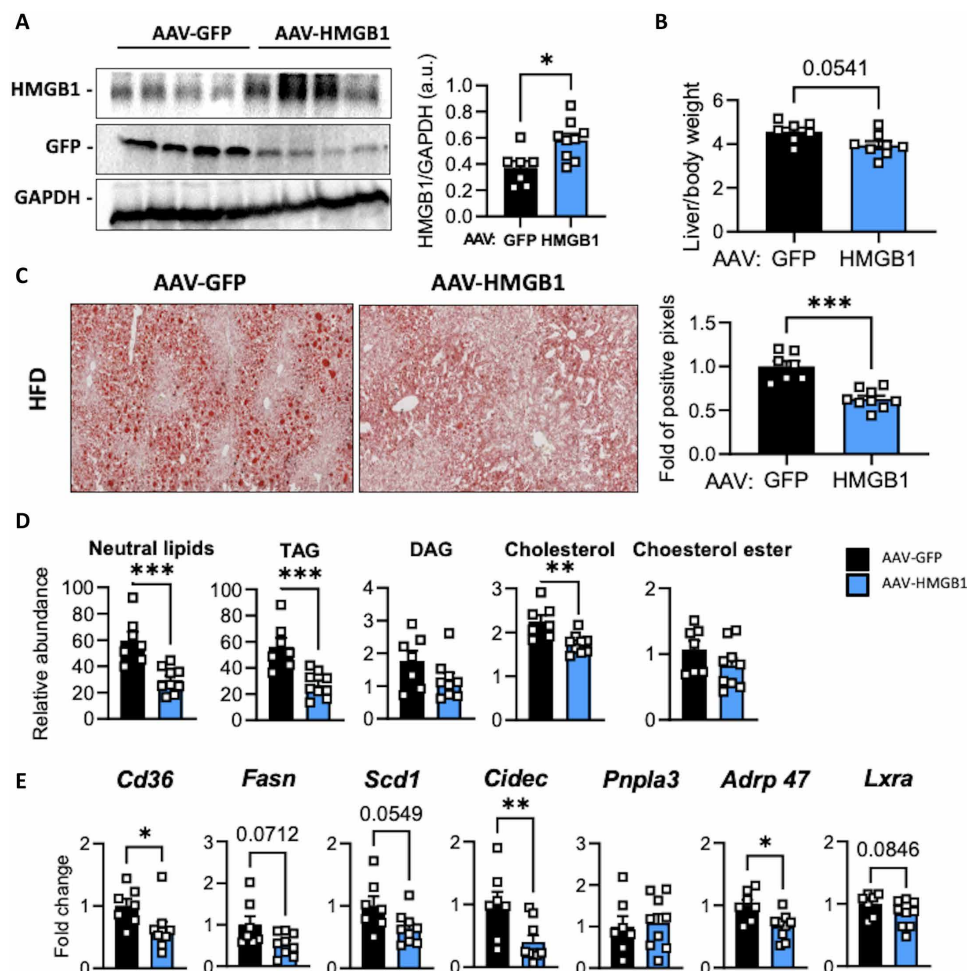 A
AAV-GFP AAV-HMGB1
HMGB1 -
GFP -
GAPDH -
HMGB1/GAPDH (a.u.)
1.0
0.8
0.6
0.4
0.2
0.0
*
AAV: GFP HMGB1
B
Liver/body weight
6
4
2
0
0.0541
AAV: GFP HMGB1
C
AAV-GFP AAV-HMGB1
HFD
Fold of positive pixels
1.5
1.0
0.5
0.0
***
AAV: GFP HMGB1
D
Relative abundance
Neutral lipids
***
100
80
60
40
20
0
TAG
***
100
80
60
40
20
0
DAG
4
3
2
1
0
Cholesterol
**
3
2
1
0
Choesterol ester
2
1
0
AAV-GFP
AAV-HMGB1
E
Fold change
Cd36
*
2
1
0
Fasn
0.0712
3
2
1
0
Scd1
0.0549
2
1
0
Cidec
**
2
1
0
Pnpla3
3
2
1
0
Adrp 47
*
2
1
0
Lxra
0.0846
2
1
0